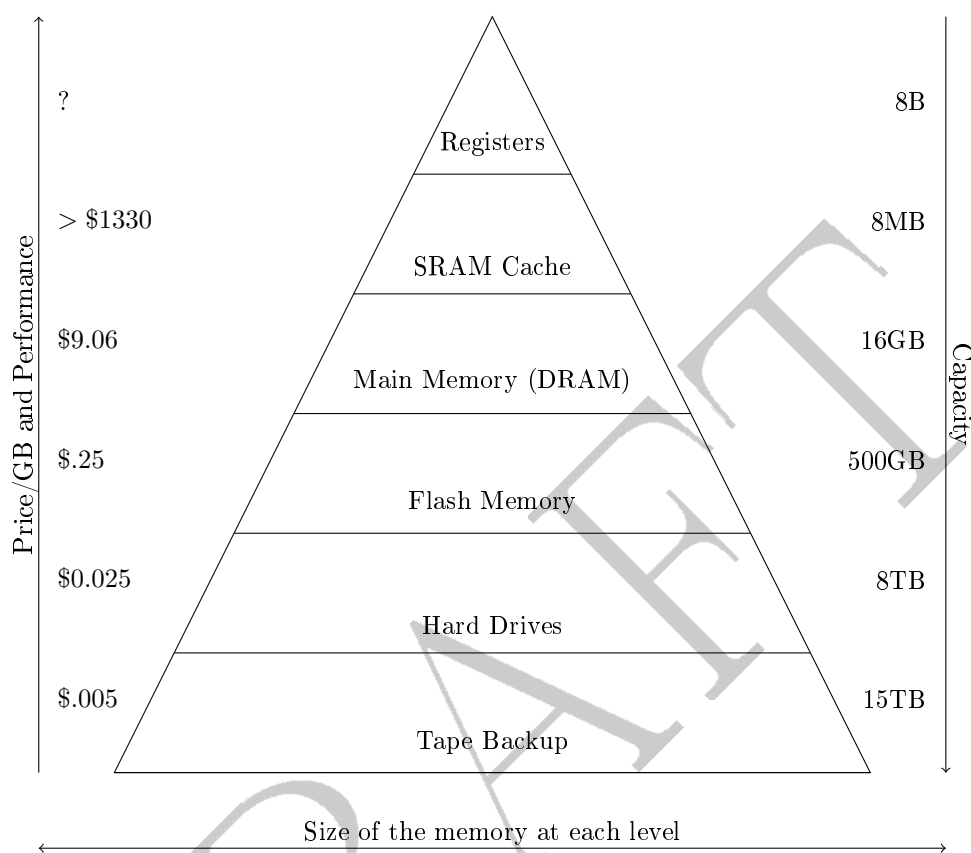 ? 8B
Registers
> $1330 8MB
SRAM Cache
$9.06 16GB
Main Memory (DRAM)
$.25 500GB
Flash Memory
$0.025 8TB
Hard Drives
$.005 15TB
Tape Backup
Price/GB and Performance
Capacity
Size of the memory at each level
DRAFT